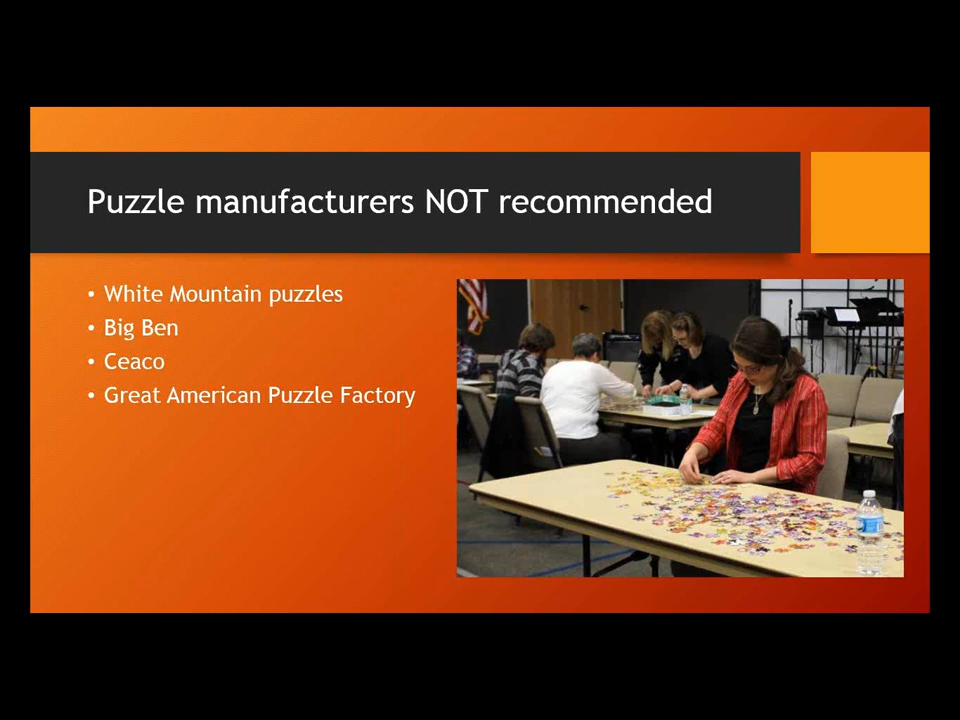 Puzzle manufacturers NOT recommended
• White Mountain puzzles
• Big Ben
• Ceaco
• Great American Puzzle Factory